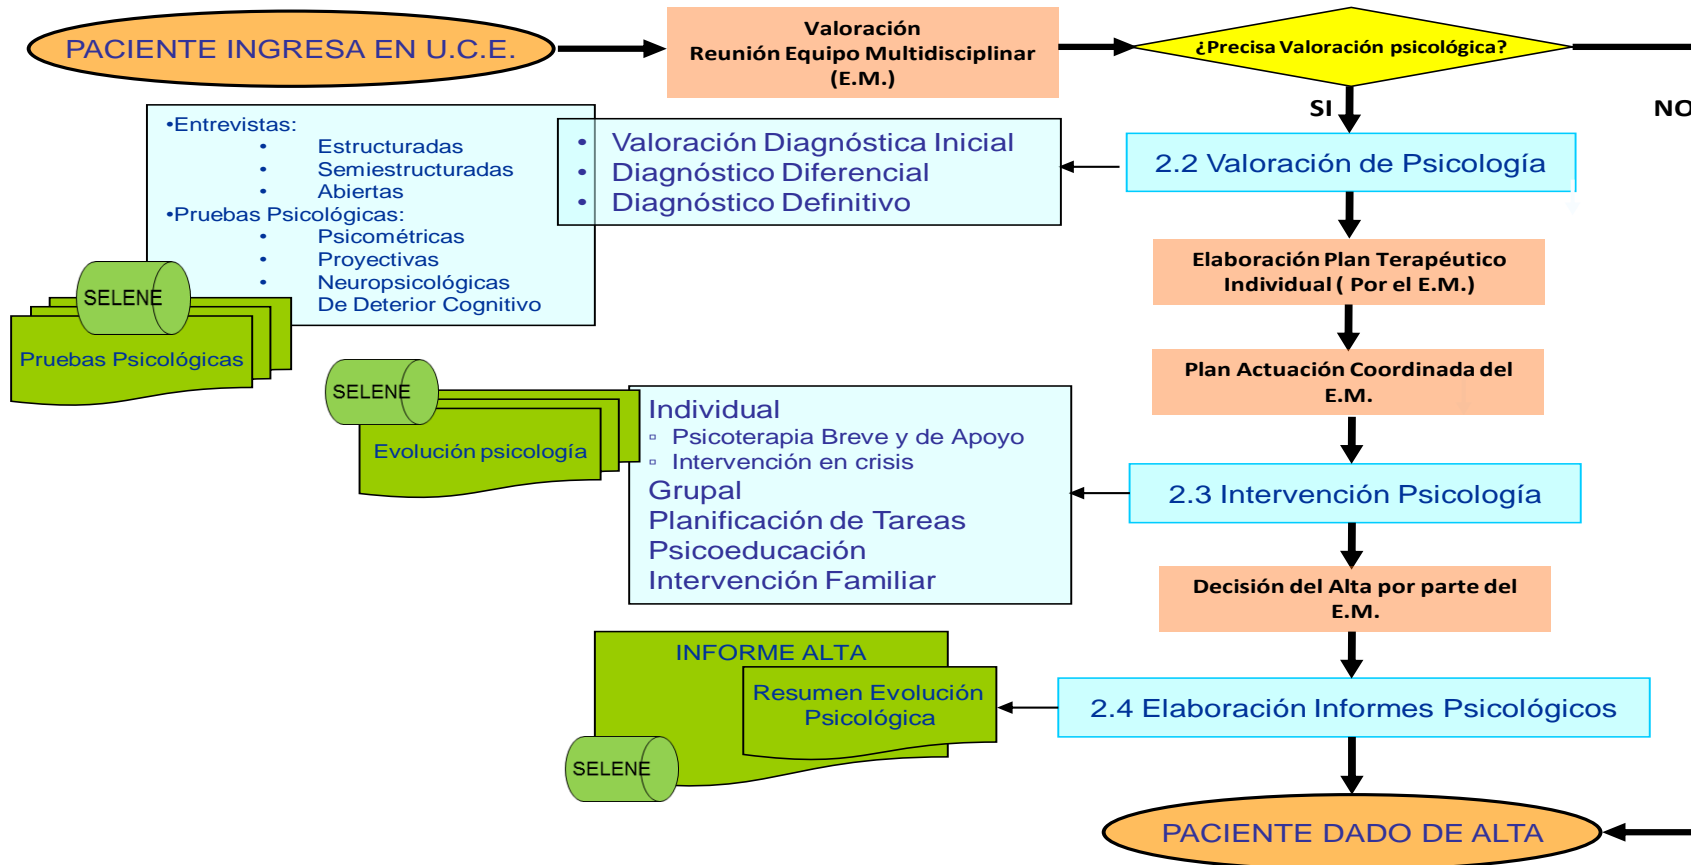 PACIENTE INGRESA EN U.C.E.
Valoración
Reunión Equipo Multidisciplinar
(E.M.)
¿Precisa Valoración psicológica?
SI
NO
•Entrevistas:
• Estructuradas
• Semiestructuradas
• Abiertas
•Pruebas Psicológicas:
• Psicométricas
• Proyectivas
• Neuropsicológicas
De Deterior Cognitivo
SELENE
Pruebas Psicológicas
• Valoración Diagnóstica Inicial
• Diagnóstico Diferencial
• Diagnóstico Definitivo
2.2 Valoración de Psicología
Elaboración Plan Terapéutico
Individual ( Por el E.M.)
Plan Actuación Coordinada del
E.M.
SELENE
Evolución psicología
Individual
▫ Psicoterapia Breve y de Apoyo
▫ Intervención en crisis
Grupal
Planificación de Tareas
Psicoeducación
Intervención Familiar
2.3 Intervención Psicología
Decisión del Alta por parte del
E.M.
INFORME ALTA
Resumen Evolución
Psicológica
SELENE
2.4 Elaboración Informes Psicológicos
PACIENTE DADO DE ALTA